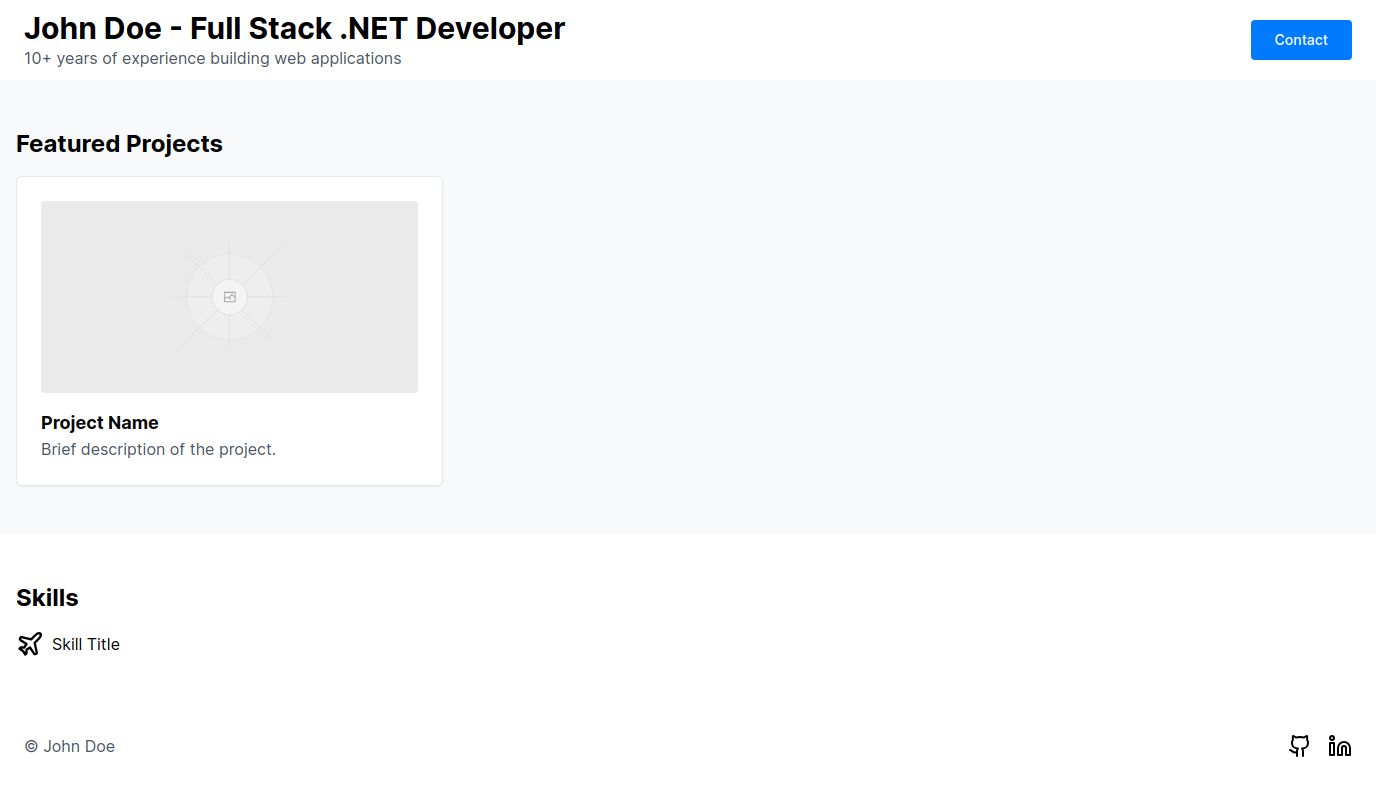 John Doe - Full Stack .NET Developer
10+ years of experience building web applications
Contact
Featured Projects
Project Name
Brief description of the project.
Skills
Skill Title
© John Doe